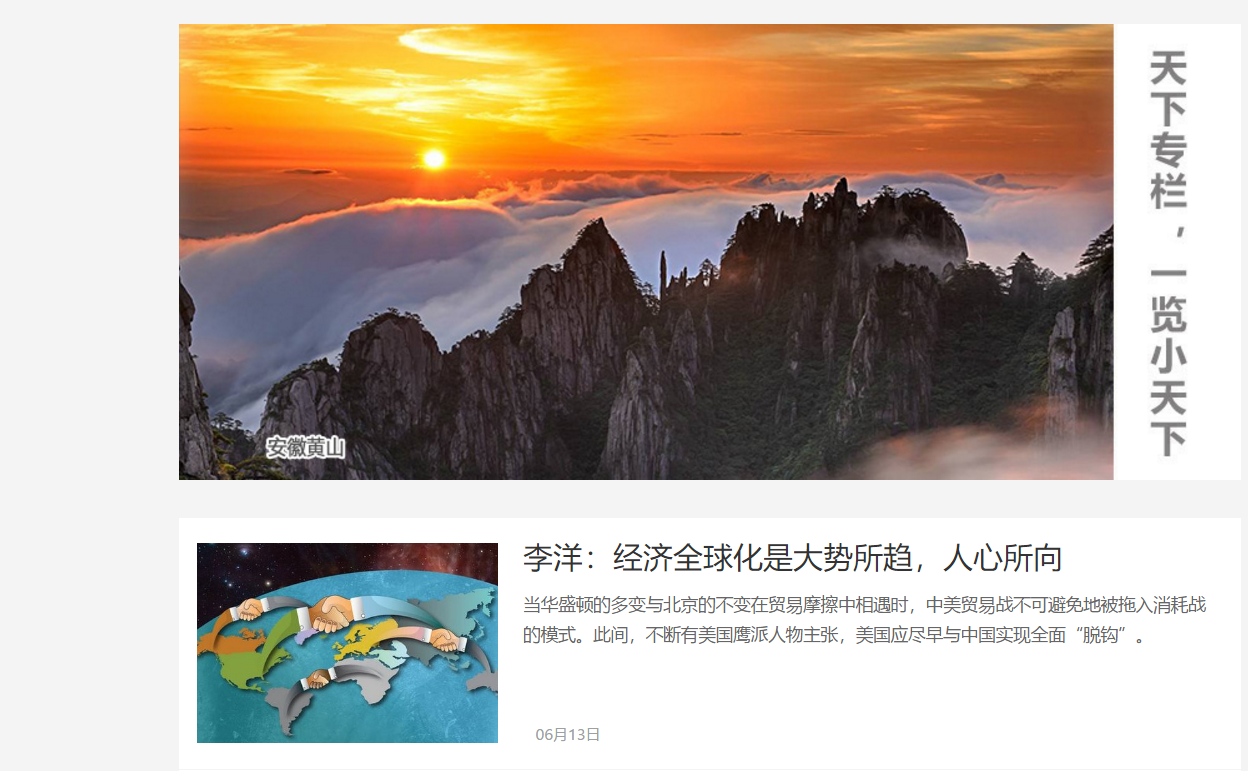 天下专栏，一览小天下
安徽黄山
李洋：经济全球化是大势所趋，人心所向
当华盛顿的多变与北京的不变在贸易摩擦中相遇时，中美贸易战不可避免地被拖入消耗战
的模式。此间，不断有美国鹰派人物主张，美国应尽早与中国实现全面“脱钩”。
06月13日